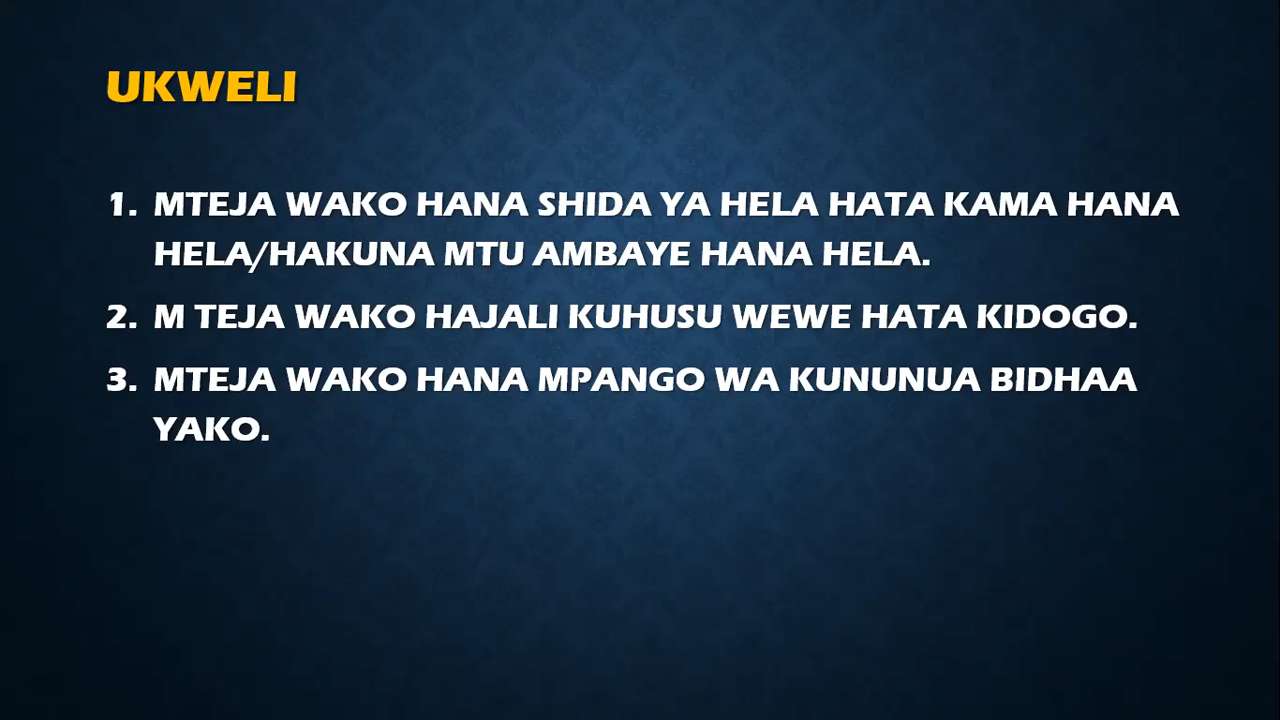 UKWELI
1. MTEJA WAKO HANA SHIDA YA HELA HATA KAMA HANA
HELA/HAKUNA MTU AMBAYE HANA HELA.
2. M TEJA WAKO HAJALI KUHUSU WEWE HATA KIDOGO.
3. MTEJA WAKO HANA MPANGO WA KUNUNUA BIDHAA
YAKO.